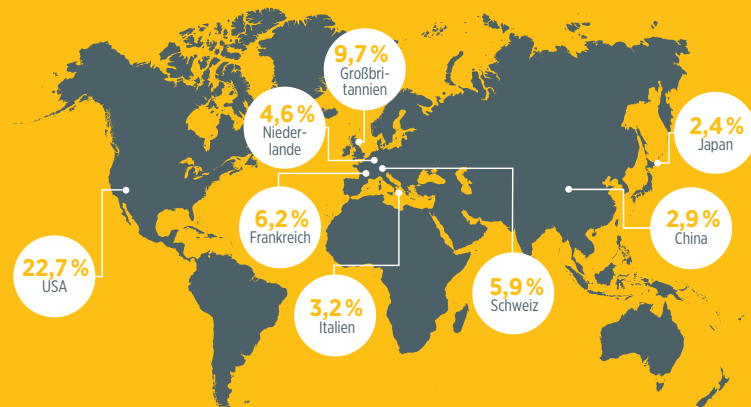 9,7 %
Großbri-
tannien
4,6 %
Nieder-
lande
2,4 %
Japan
6,2 %
Frankreich
2,9 %
China
22,7 %
USA
3,2 %
Italien
5,9 %
Schweiz